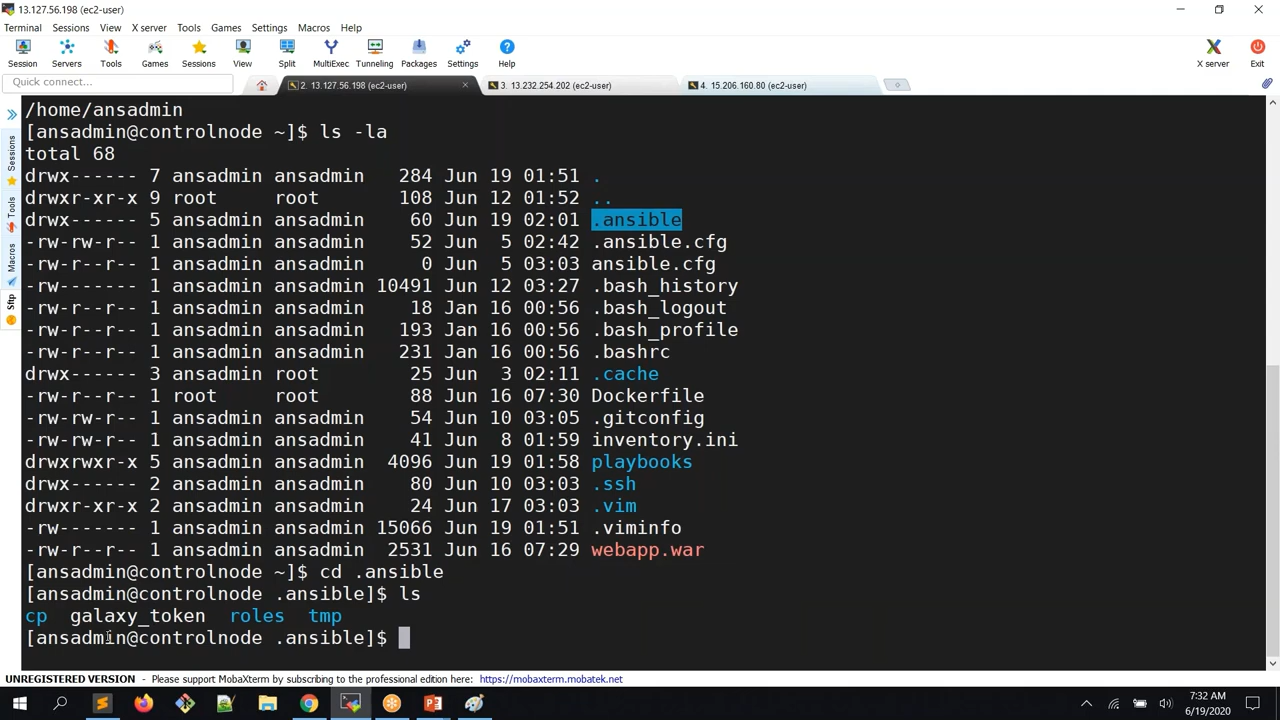 13.127.56.198 (ec2-user)
Terminal Sessions View X server Tools Games Settings Macros Help
Session Servers Tools Games Sessions View Split MultiExec Tunneling Packages Settings Help X server Exit
Quick connect... 2. 13.127.56.198 (ec2-user) 3. 13.232.254.202 (ec2-user) 4. 15.206.160.80 (ec2-user)
Sessions
Tools
Macros
Sftp
/home/ansadmin
[ansadmin@controlnode ~]$ ls -la
total 68
drwx------ 7 ansadmin ansadmin 284 Jun 19 01:51 .
drwxr-xr-x 9 root root 108 Jun 12 01:52 ..
drwx------ 5 ansadmin ansadmin 60 Jun 19 02:01 .ansible
-rw-rw-r-- 1 ansadmin ansadmin 52 Jun 5 02:42 .ansible.cfg
-rw-rw-r-- 1 ansadmin ansadmin 0 Jun 5 03:03 ansible.cfg
-rw------- 1 ansadmin ansadmin 10491 Jun 12 03:27 .bash_history
-rw-r--r-- 1 ansadmin ansadmin 18 Jan 16 00:56 .bash_logout
-rw-r--r-- 1 ansadmin ansadmin 193 Jan 16 00:56 .bash_profile
-rw-r--r-- 1 ansadmin ansadmin 231 Jan 16 00:56 .bashrc
drwx------ 3 ansadmin root 25 Jun 3 02:11 .cache
-rw-r--r-- 1 root root 88 Jun 16 07:30 Dockerfile
-rw-rw-r-- 1 ansadmin ansadmin 54 Jun 10 03:05 .gitconfig
-rw-rw-r-- 1 ansadmin ansadmin 41 Jun 8 01:59 inventory.ini
drwxrwxr-x 5 ansadmin ansadmin 4096 Jun 19 01:58 playbooks
drwx------ 2 ansadmin ansadmin 80 Jun 10 03:03 .ssh
drwxr-xr-x 2 ansadmin ansadmin 24 Jun 17 03:03 .vim
-rw------- 1 ansadmin ansadmin 15066 Jun 19 01:51 .viminfo
-rw-r--r-- 1 ansadmin ansadmin 2531 Jun 16 07:29 webapp.war
[ansadmin@controlnode ~]$ cd .ansible
[ansadmin@controlnode .ansible]$ ls
cp galaxy_token roles tmp
[ansadmin@controlnode .ansible]$
UNREGISTERED VERSION - Please support MobaXterm by subscribing to the professional edition here: https://mobaxterm.mobatek.net
7:32 AM
6/19/2020